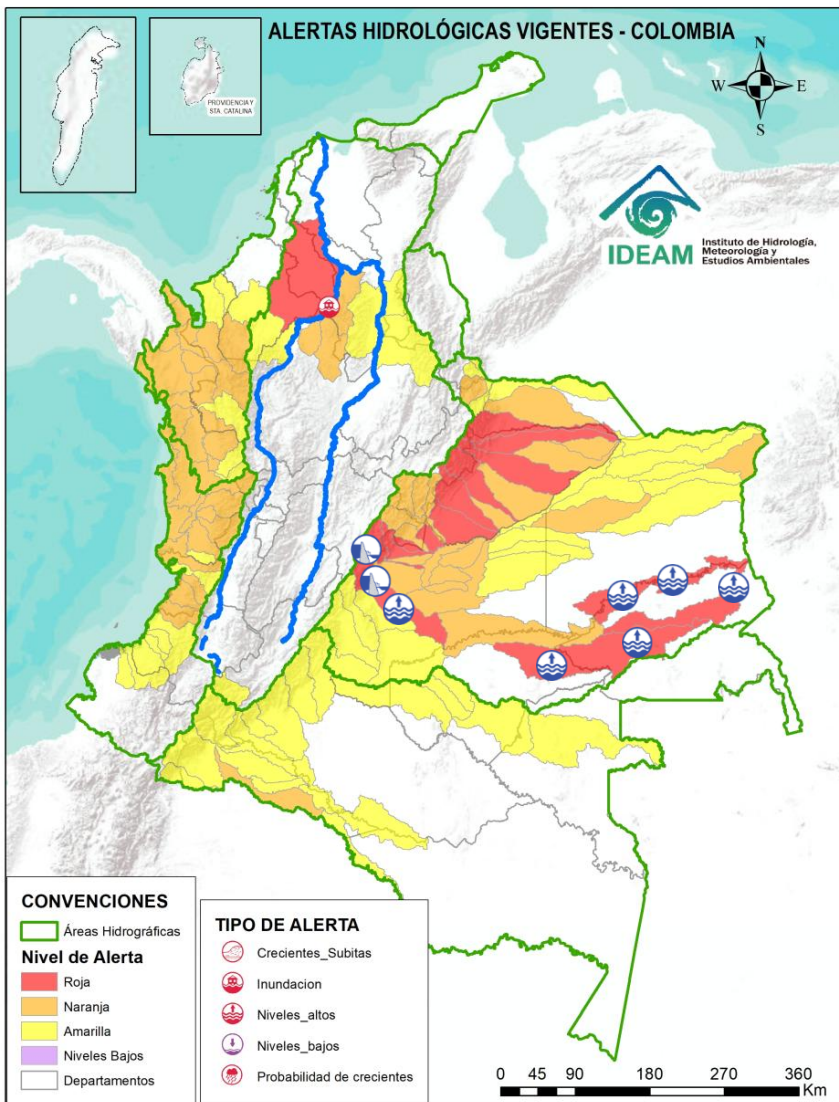 ALERTAS HIDROLÓGICAS VIGENTES - COLOMBIA
PROVIDENCIA Y
STA. CATALINA
N
W
E
S
IDEAM
Instituto de Hidrología,
Meteorología y
Estudios Ambientales
CONVENCIONES
Áreas Hidrográficas
Nivel de Alerta
Roja
Naranja
Amarilla
Niveles Bajos
Departamentos
TIPO DE ALERTA
Crecientes_Subitas
Inundacion
Niveles_altos
Niveles_bajos
Probabilidad de crecientes
0 45 90 180 270 360
Km